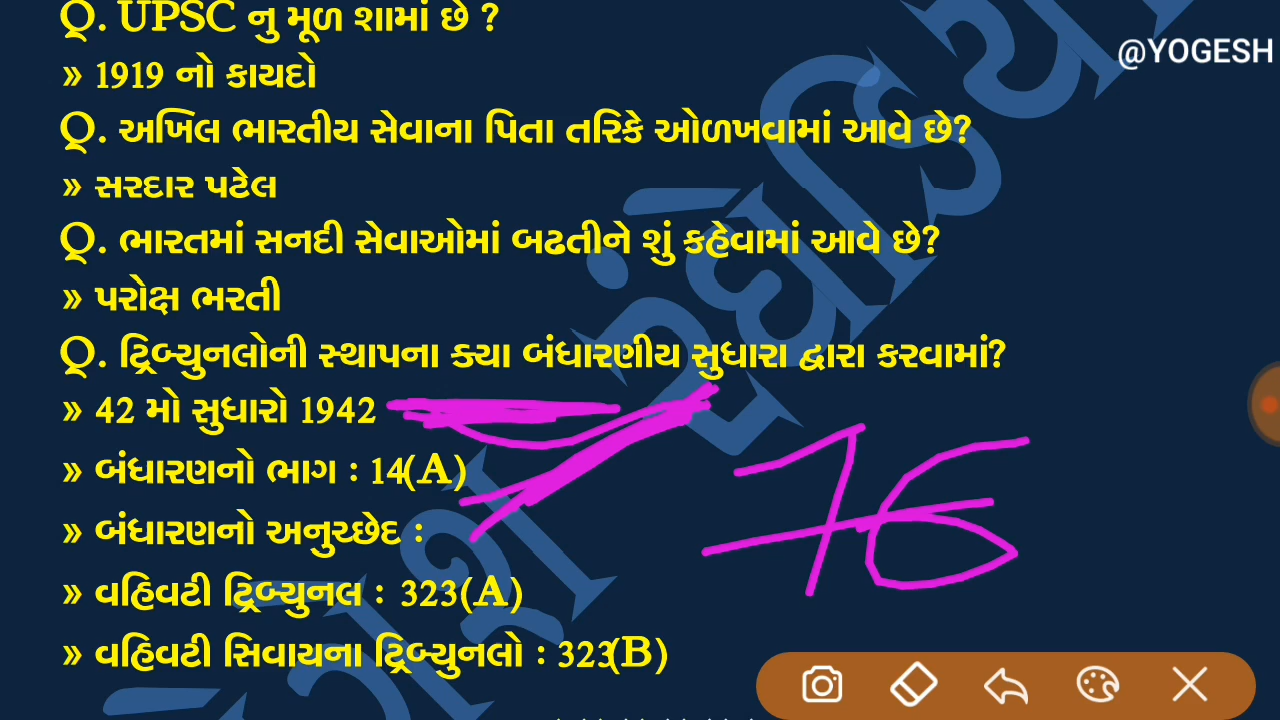 Q. UPSC નુ મૂળ શામાં છે ?
@YOGESH
» 1919 નો કાયદો
Q. અખિલ ભારતીય સેવાના પિતા તરિકે ઓળખવામાં આવે છે?
» સરદાર પટેલ
Q. ભારતમાં સનદી સેવાઓમાં બઢતીને શું કહેવામાં આવે છે?
» પરોક્ષ ભરતી
Q. ટ્રિબ્યુનલોની સ્થાપના ક્યા બંધારણીય સુધારા દ્વારા કરવામાં?
» 42 મો સુધારો 1942
» બંધારણનો ભાગ : 14(A)
76
» બંધારણનો અનુચ્છેદ :
» વહિવટી ટ્રિબ્યુનલ : 323(A)
» વહિવટી સિવાયના ટ્રિબ્યુનલો : 323(B)